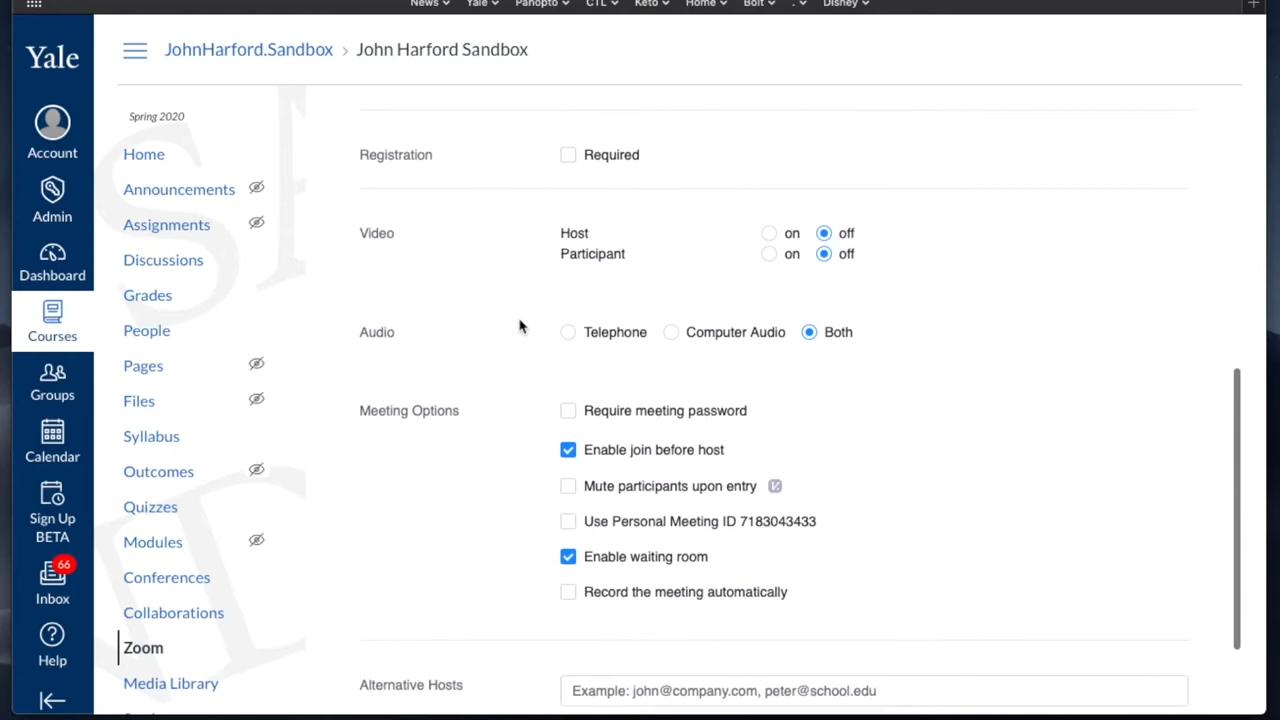 News Yale Panopto CTL Keto Home Bolt . Disney
Yale
JohnHarford.Sandbox › John Harford Sandbox
Account
Admin
Dashboard
Courses
Groups
Calendar
Sign Up
BETA
66
Inbox
Help
Spring 2020
Home
Announcements
Assignments
Discussions
Grades
People
Pages
Files
Syllabus
Outcomes
Quizzes
Modules
Conferences
Collaborations
Zoom
Media Library
Registration Required
Video Host on off
Participant on off
Audio Telephone Computer Audio Both
Meeting Options Require meeting password
Enable join before host
Mute participants upon entry
Use Personal Meeting ID 7183043433
Enable waiting room
Record the meeting automatically
Alternative Hosts Example: john@company.com, peter@school.edu